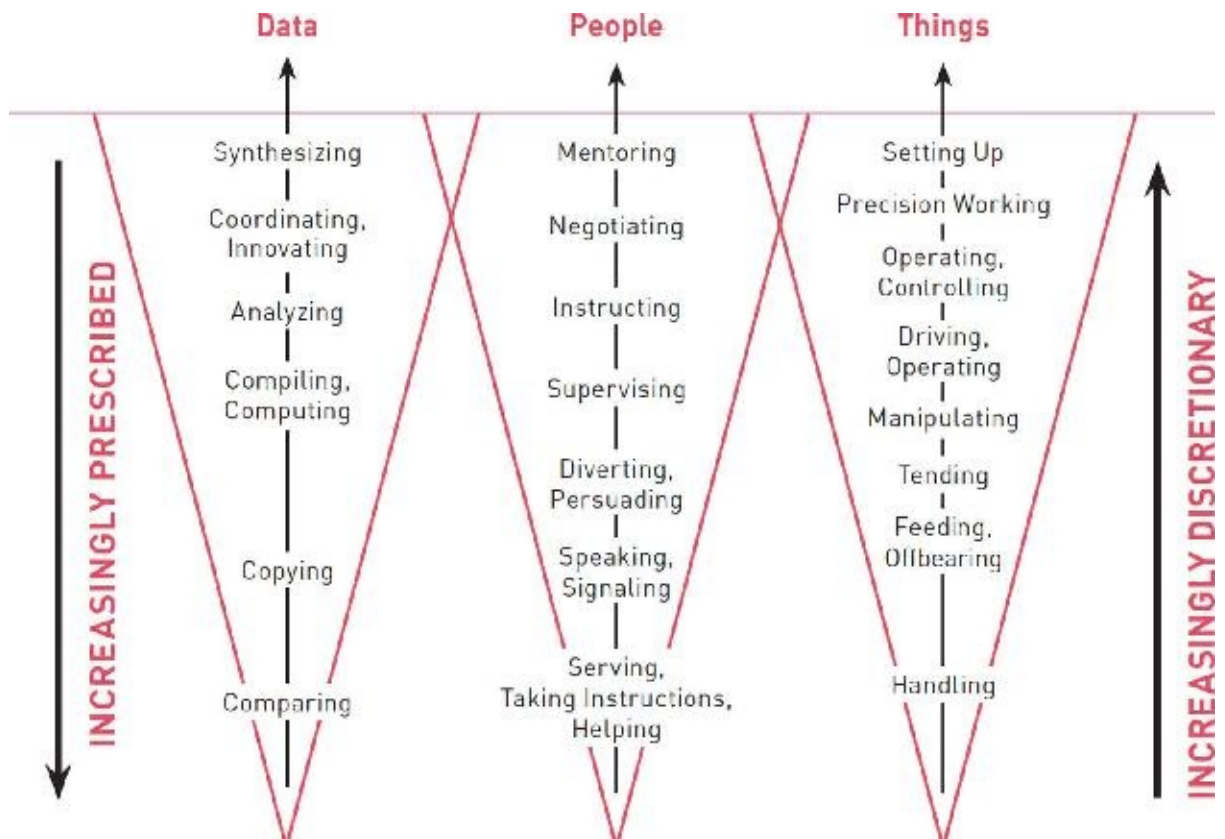 Data
People
Things
INCREASINGLY PRESCRIBED
Synthesizing
Coordinating,
Innovating
Analyzing
Compiling,
Computing
Copying
Comparing
Mentoring
Negotiating
Instructing
Supervising
Diverting,
Persuading
Speaking,
Signaling
Serving,
Taking Instructions,
Helping
Setting Up
Precision Working
Operating,
Controlling
Driving,
Operating
Manipulating
Tending
Feeding,
Offbearing
Handling
INCREASINGLY DISCRETIONARY